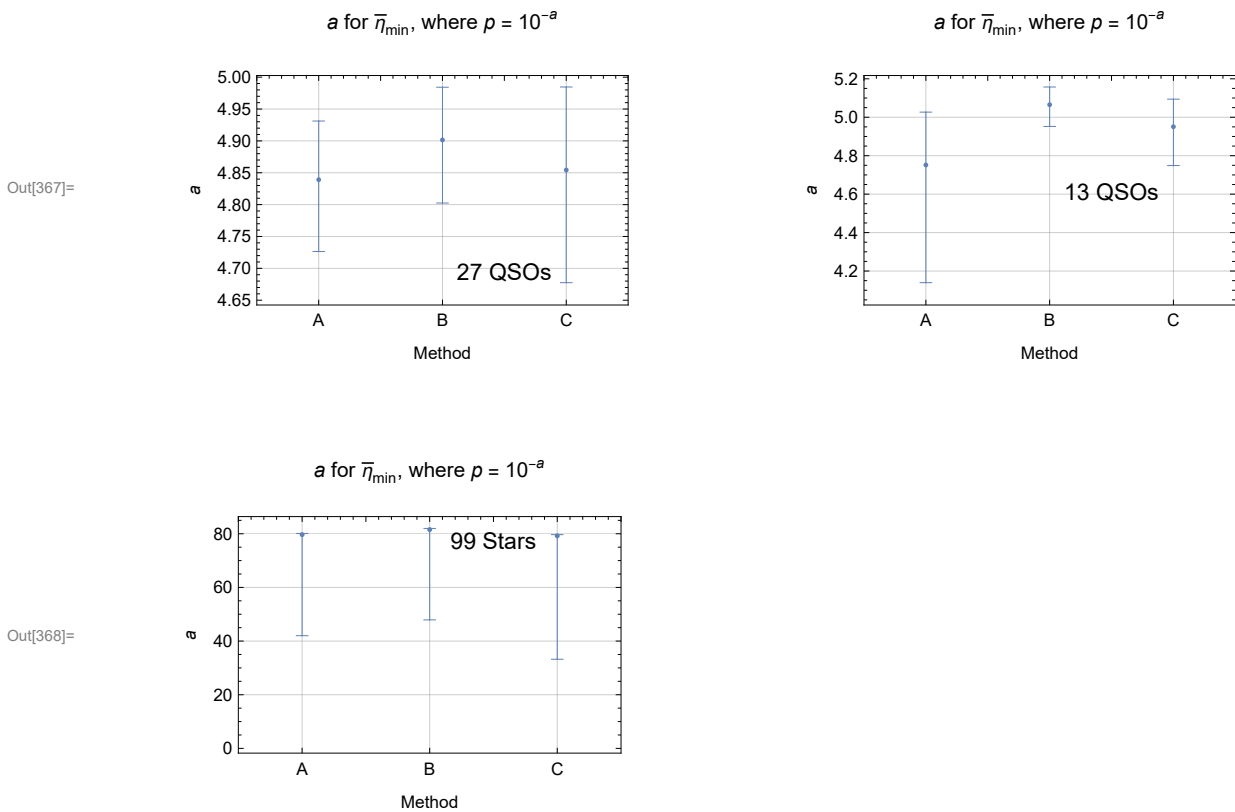 a for η̅min, where p = 10⁻ᵃ
a for η̅min, where p = 10⁻ᵃ
Out[367]=
a
5.00
4.95
4.90
4.85
4.80
4.75
4.70
4.65
27 QSOs
A B C
Method
a
5.2
5.0
4.8
4.6
4.4
4.2
13 QSOs
A B C
Method
a for η̅min, where p = 10⁻ᵃ
Out[368]=
a
80
60
40
20
0
99 Stars
A B C
Method